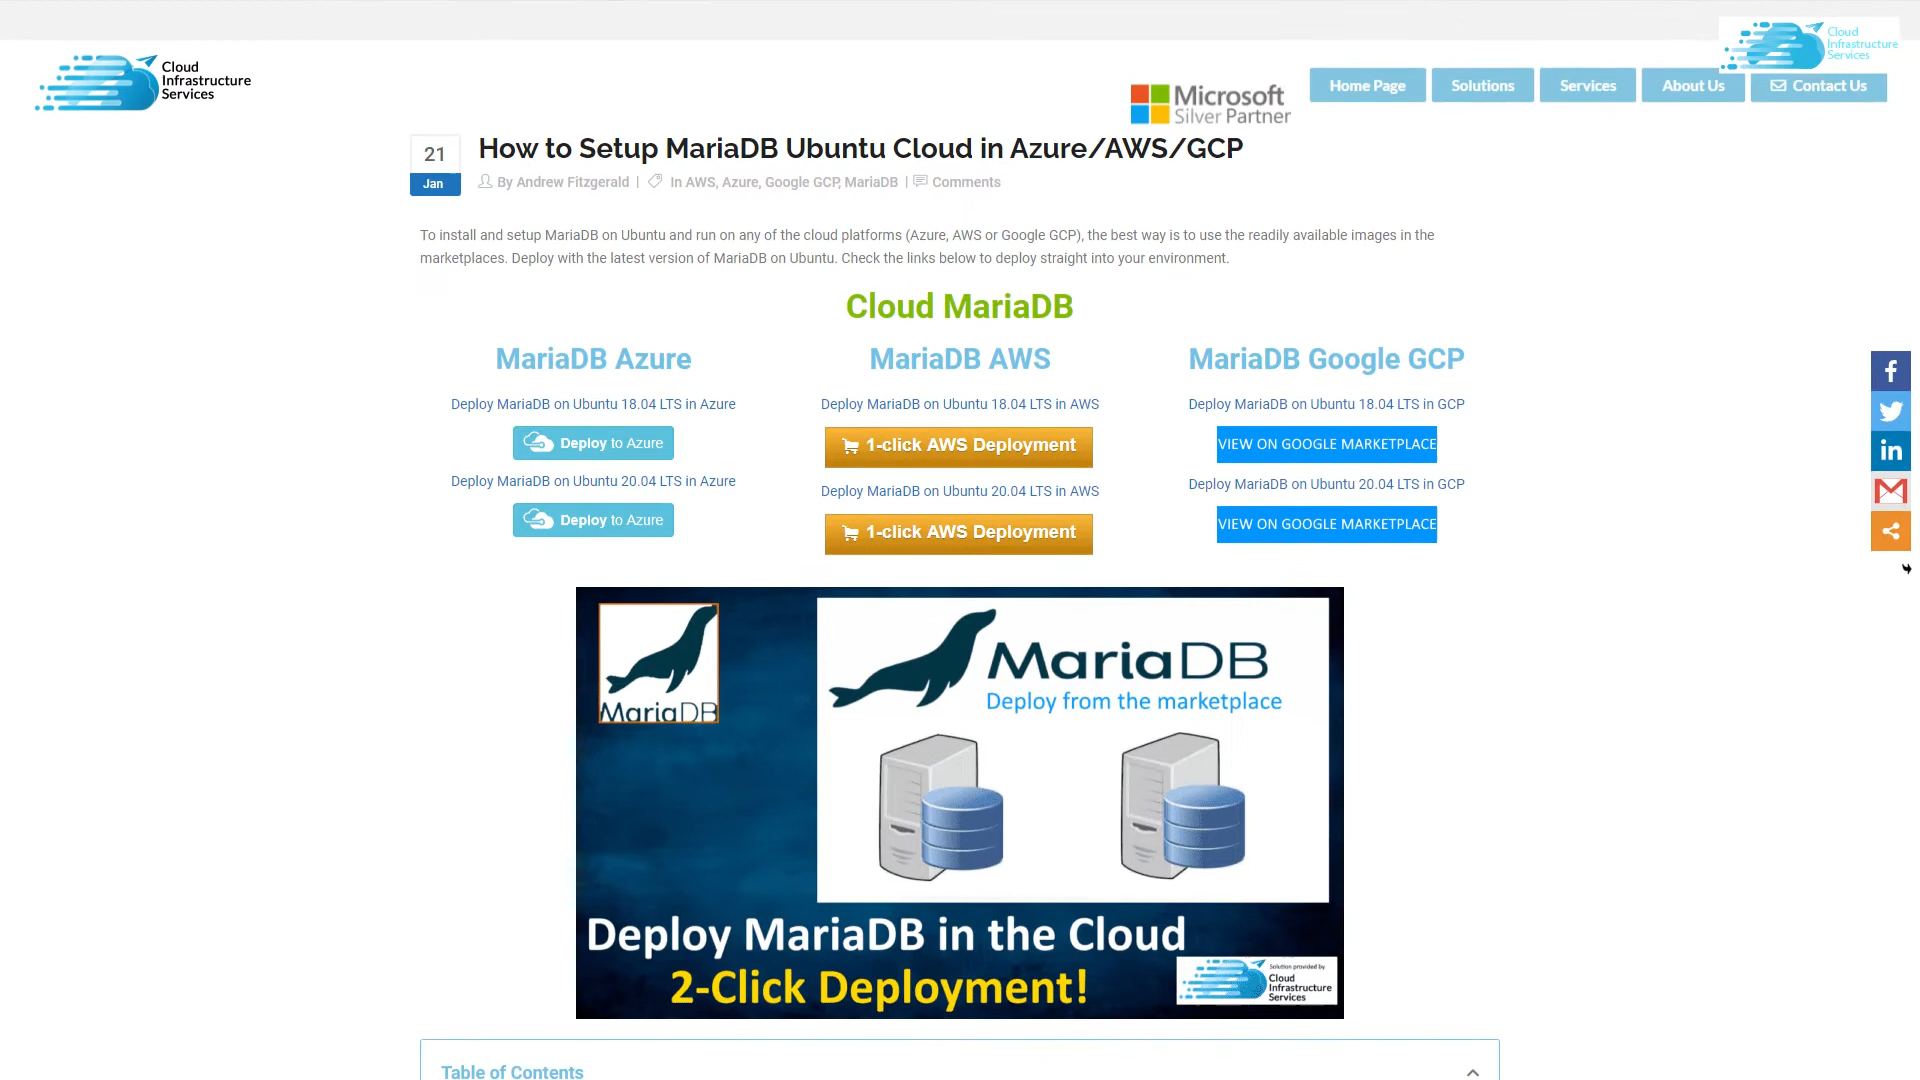 Cloud
Infrastructure
Services
Cloud
Infrastructure
Services
Microsoft
Silver Partner
Home Page
Solutions
Services
About Us
Contact Us
21
Jan
How to Setup MariaDB Ubuntu Cloud in Azure/AWS/GCP
By Andrew Fitzgerald | In AWS, Azure, Google GCP, MariaDB | Comments
To install and setup MariaDB on Ubuntu and run on any of the cloud platforms (Azure, AWS or Google GCP), the best way is to use the readily available images in the
marketplaces. Deploy with the latest version of MariaDB on Ubuntu. Check the links below to deploy straight into your environment.
Cloud MariaDB
MariaDB Azure
Deploy MariaDB on Ubuntu 18.04 LTS in Azure
Deploy to Azure
Deploy MariaDB on Ubuntu 20.04 LTS in Azure
Deploy to Azure
MariaDB AWS
Deploy MariaDB on Ubuntu 18.04 LTS in AWS
1-click AWS Deployment
Deploy MariaDB on Ubuntu 20.04 LTS in AWS
1-click AWS Deployment
MariaDB Google GCP
Deploy MariaDB on Ubuntu 18.04 LTS in GCP
VIEW ON GOOGLE MARKETPLACE
Deploy MariaDB on Ubuntu 20.04 LTS in GCP
VIEW ON GOOGLE MARKETPLACE
MariaDB
MariaDB
Deploy from the marketplace
Deploy MariaDB in the Cloud
2-Click Deployment!
Solution provided by
Cloud
Infrastructure
Services
Table of Contents